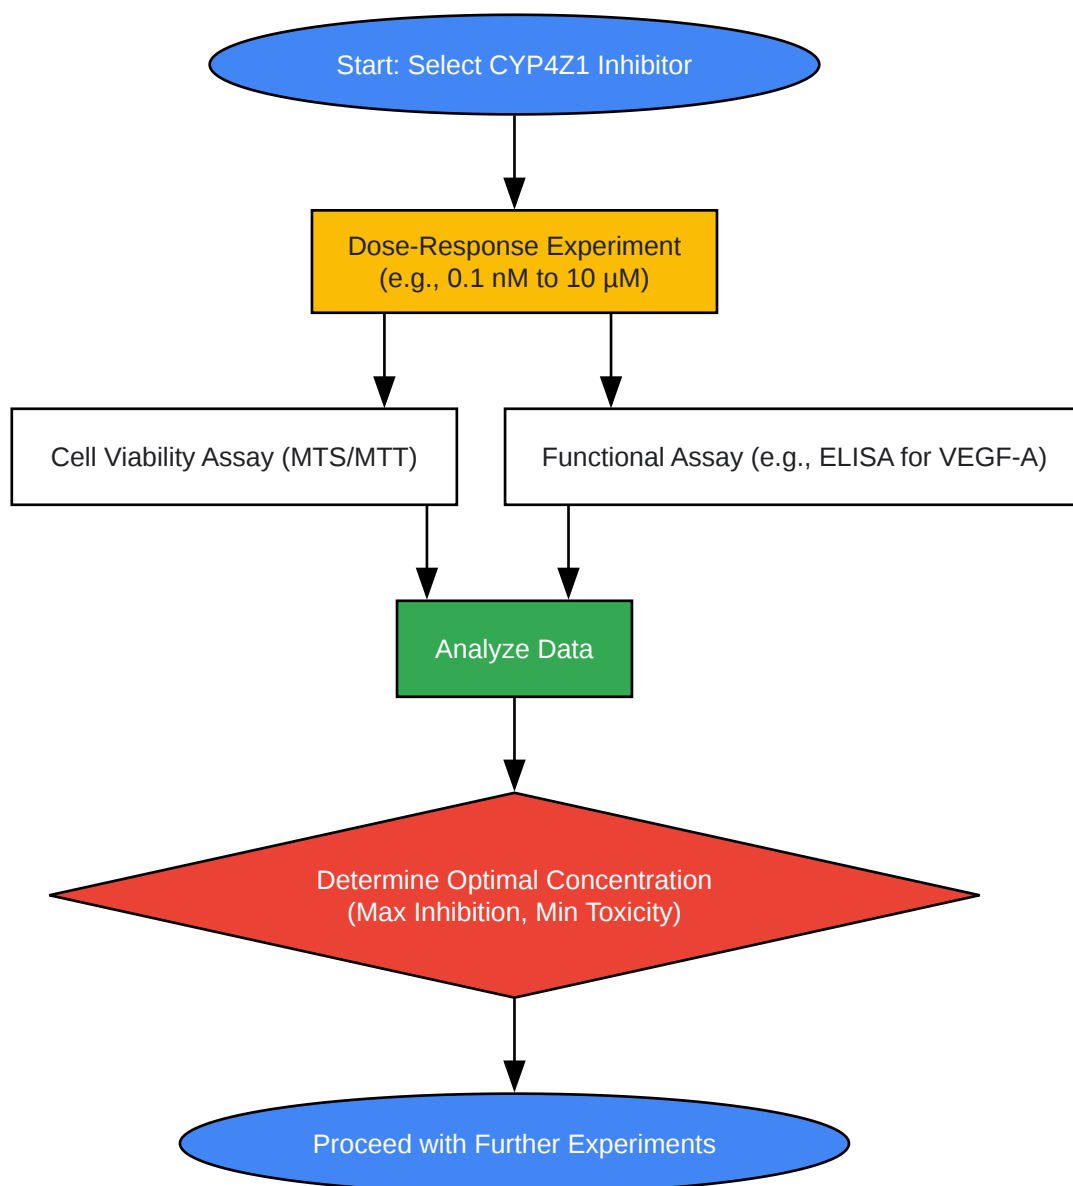 Start: Select CYP4Z1 Inhibitor
Dose-Response Experiment
(e.g., 0.1 nM to 10 µM)
Cell Viability Assay (MTS/MTT)
Functional Assay (e.g., ELISA for VEGF-A)
Analyze Data
Determine Optimal Concentration
(Max Inhibition, Min Toxicity)
Proceed with Further Experiments